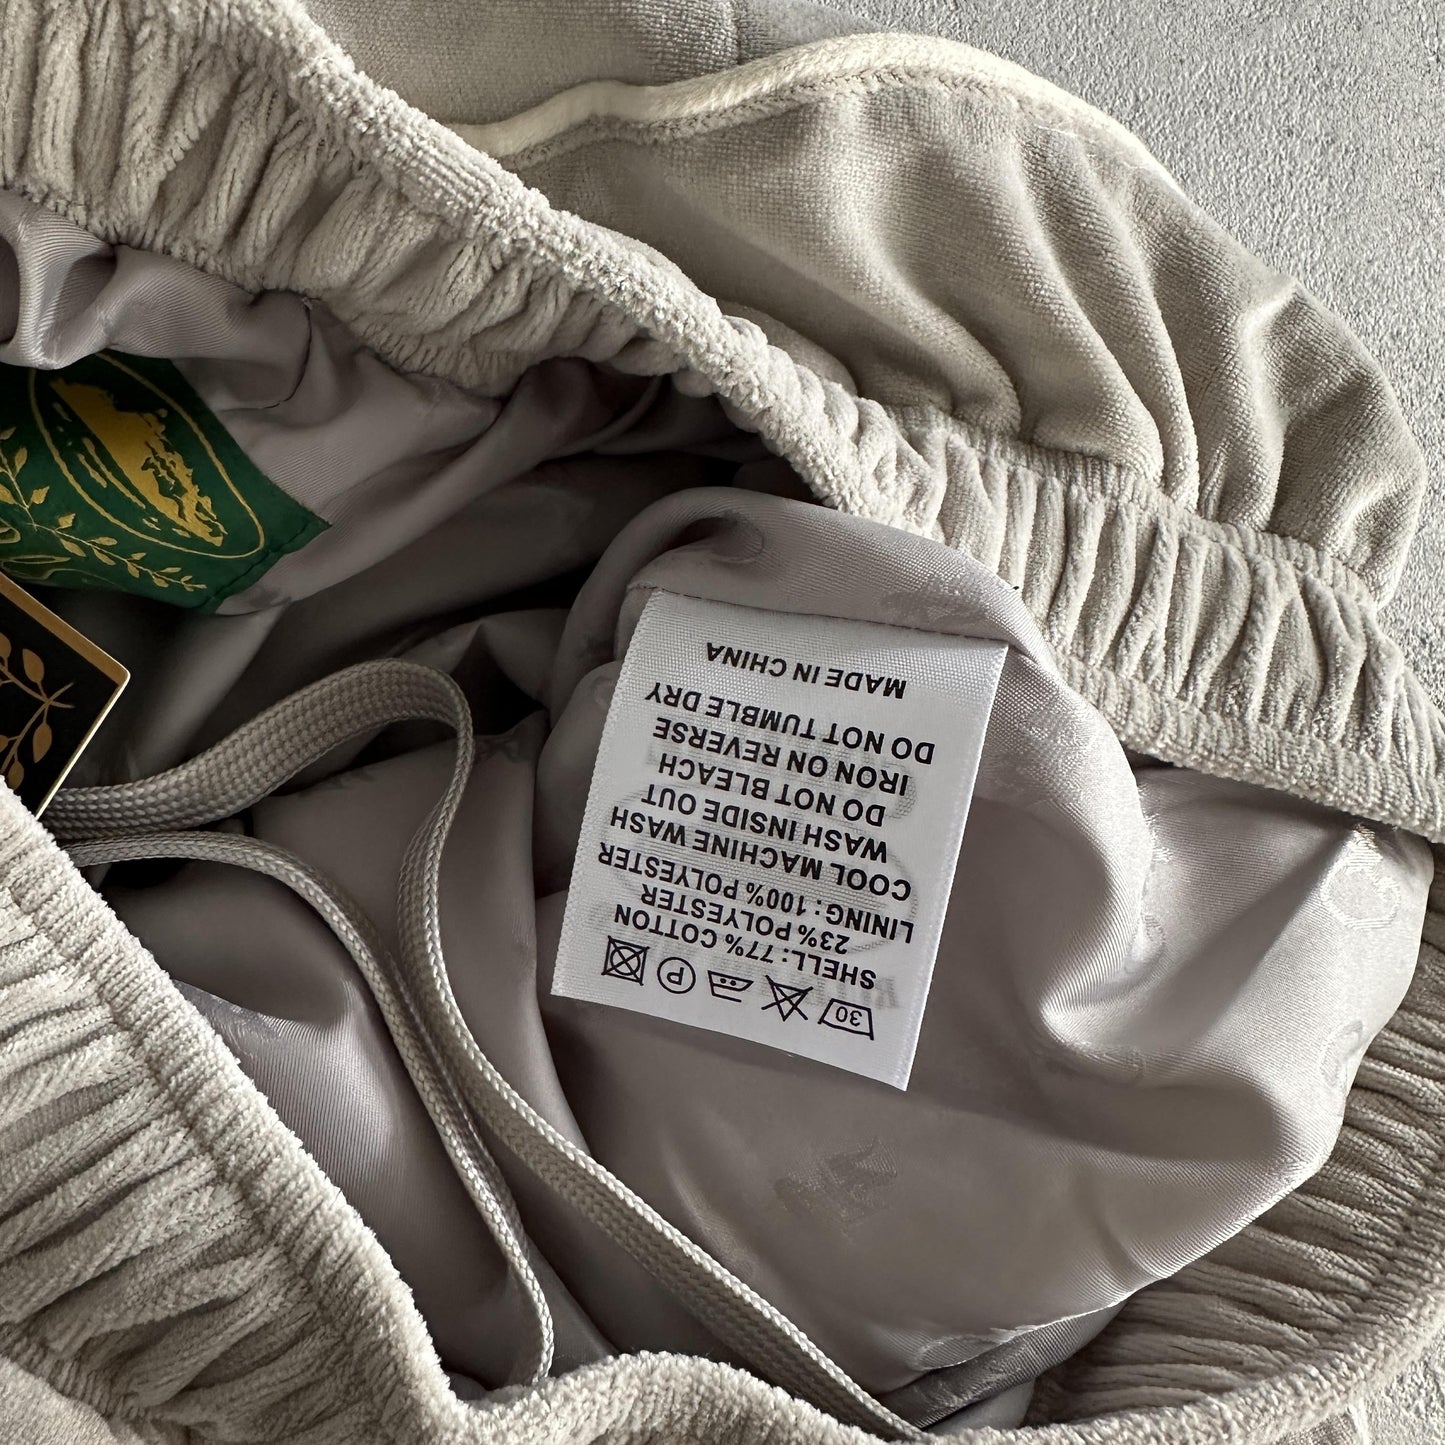 30 P
SHELL: 77% COTTON
23% POLYESTER
LINING: 100% POLYESTER
COOL MACHINE WASH
WASH INSIDE OUT
DO NOT BLEACH
IRON ON REVERSE
DO NOT TUMBLE DRY
MADE IN CHINA